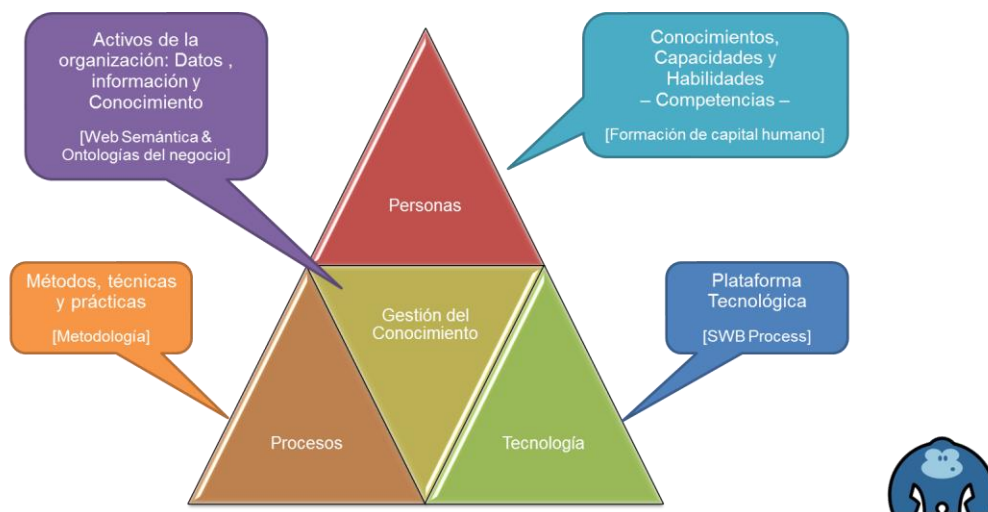 Activos de la
organización: Datos ,
información y
Conocimiento
[Web Semántica &
Ontologías del negocio]
Conocimientos,
Capacidades y
Habilidades
– Competencias –
[Formación de capital humano]
Personas
Métodos, técnicas
y prácticas
[Metodología]
Gestión del
Conocimiento
Plataforma
Tecnológica
[SWB Process]
Procesos
Tecnología